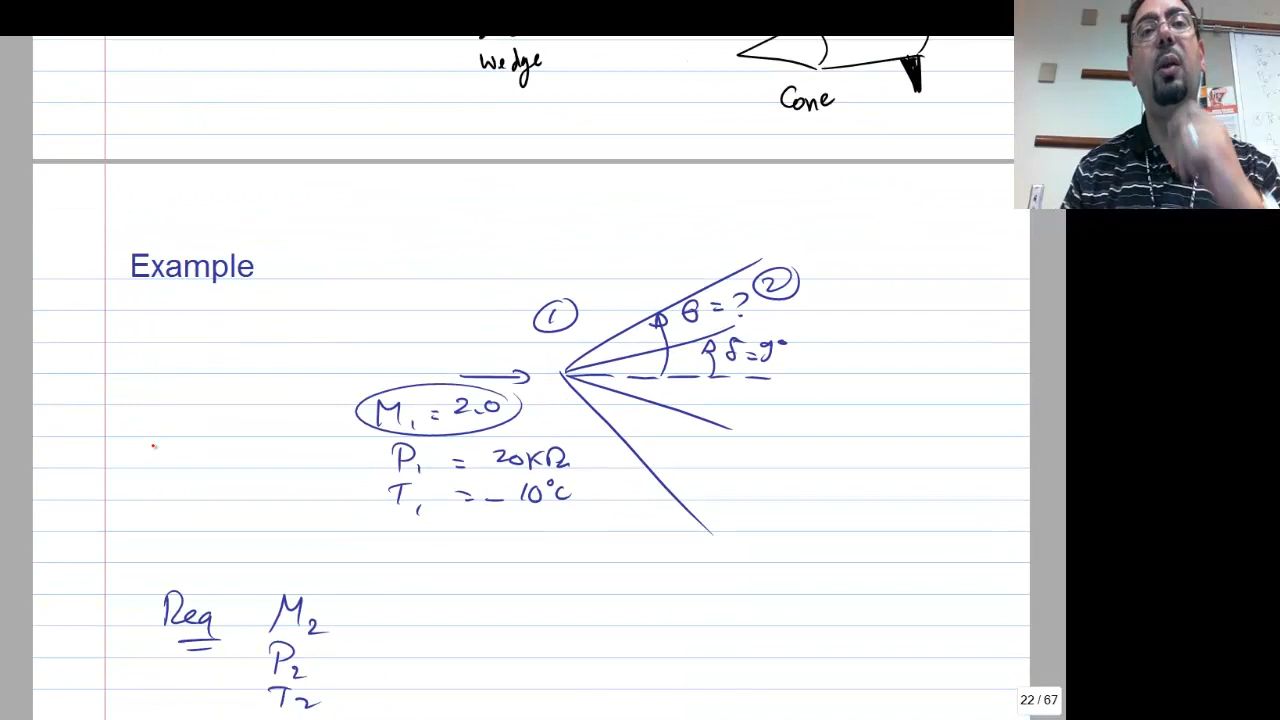 wedge
Cone
Example
1
θ = ? 2
δ = 9°
M1 = 2.0
P1 = 20 KPa
T1 = - 10°C
Req M2
P2
T2
22 / 67